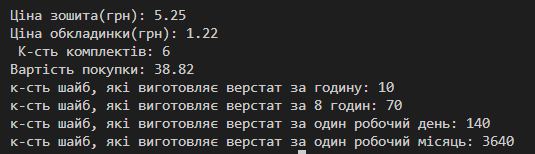 Ціна зошита(грн): 5.25
Ціна обкладинки(грн): 1.22
К-сть комплектів: 6
Вартість покупки: 38.82
к-сть шайб, які виготовляє верстат за годину: 10
к-сть шайб, які виготовляє верстат за 8 годин: 70
к-сть шайб, які виготовляє верстат за один робочий день: 140
к-сть шайб, які виготовляє верстат за один робочий місяць: 3640